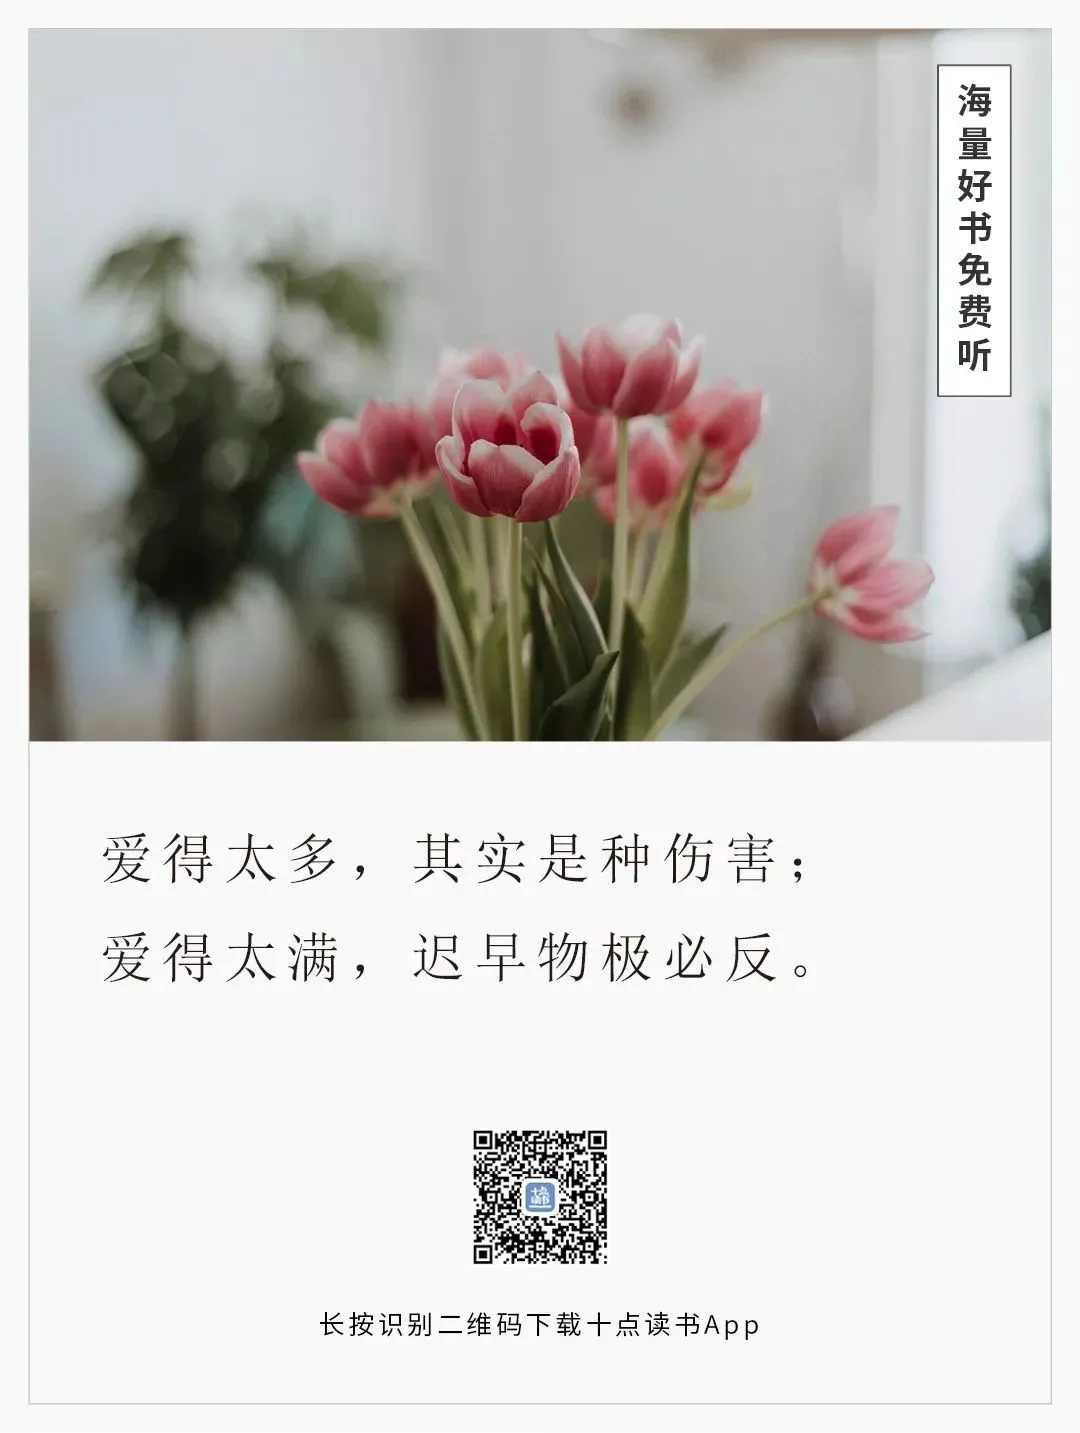 海量好书免费听
爱得太多，其实是种伤害；
爱得太满，迟早物极必反。
长按识别二维码下载十点读书App